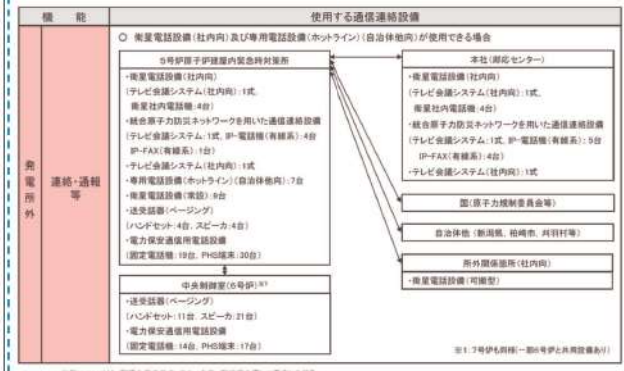 機　能
使用する通信連絡設備
発電所外
連絡・通報等
○ 衛星電話設備(社内向)及び専用電話設備(ホットライン)(自治体他向)が使用できる場合
5号炉原子炉建屋内緊急時対策所
・衛星電話設備(社内向)
(テレビ会議システム(社内向):1式,
衛星社内電話機:4台)
・統合原子力防災ネットワークを用いた通信連絡設備
(テレビ会議システム:1式, IP-電話機(有線系):4台
IP-FAX(有線系):1台)
・テレビ会議システム(社内向):1式
・専用電話設備(ホットライン)(自治体他向):7台
・衛星電話設備(常設):9台
・送受話器(ページング)
(ハンドセット:4台, スピーカ:4台)
・電力保安通信用電話設備
(固定電話機:19台, PHS端末:30台)
中央制御室(6号炉)※1
・送受話器(ページング)
(ハンドセット:11台 スピーカ:21台)
・電力保安通信用電話設備
(固定電話機:14台, PHS端末:17台)
本社(即応センター)
・衛星電話設備(社内向)
(テレビ会議システム(社内向):1式,
衛星社内電話機:4台)
・統合原子力防災ネットワークを用いた通信連絡設備
(テレビ会議システム:1式, IP-電話機(有線系):5台
IP-FAX(有線系):4台)
・テレビ会議システム(社内向):1式
国(原子力規制委員会等)
自治体他 (新潟県, 柏崎市, 刈羽村等)
所外関係箇所(社内向)
・衛星電話設備(可搬型)
※1:7号炉も同様(一部6号炉と共用設備あり)